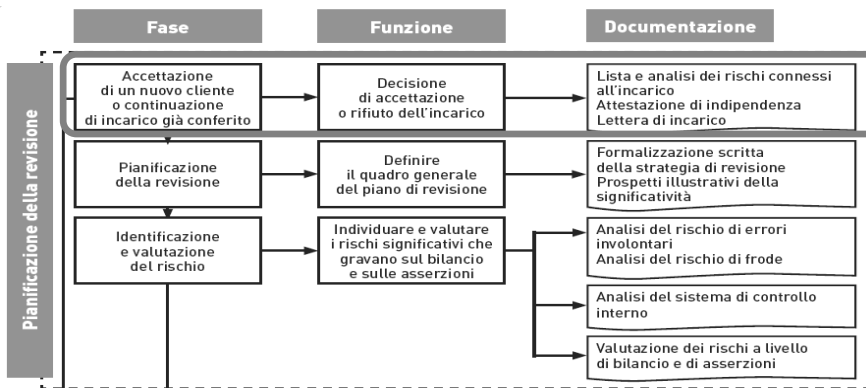 Fase
Funzione
Documentazione
Pianificazione della revisione
Accettazione
di un nuovo cliente
o continuazione
di incarico già conferito
Decisione
di accettazione
o rifiuto dell'incarico
Lista e analisi dei rischi connessi
all'incarico
Attestazione di indipendenza
Lettera di incarico
Pianificazione
della revisione
Definire
il quadro generale
del piano di revisione
Formalizzazione scritta
della strategia di revisione
Prospetti illustrativi della
significatività
Identificazione
e valutazione
del rischio
Individuare e valutare
i rischi significativi che
gravano sul bilancio
e sulle asserzioni
Analisi del rischio di errori
involontari
Analisi del rischio di frode
Analisi del sistema di controllo
interno
Valutazione dei rischi a livello
di bilancio e di asserzioni